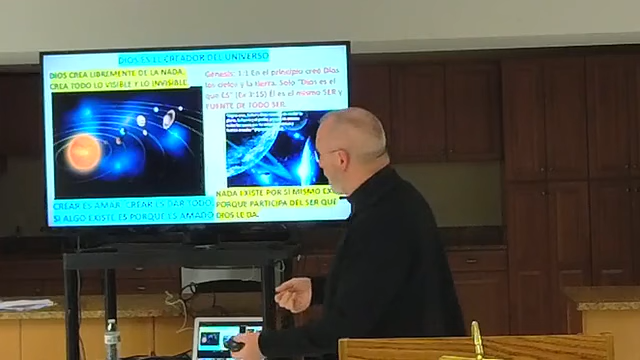 DIOS ES EL CREADOR DEL UNIVERSO
DIOS CREA LIBREMENTE DE LA NADA,
CREA TODO LO VISIBLE Y LO INVISIBLE
Génesis: 1:1 En el principio creó Dios
los cielos y la tierra. Solo "Dios es el
que ES" (Ex 3:15) Él es el mismo SER y
FUENTE DE TODO SER.
CREAR ES AMAR. CREAR ES DAR TODO
SI ALGO EXISTE ES PORQUE ES AMADO
NADA EXISTE POR SI MISMO
PORQUE PARTICIPA DEL SER QUE
DIOS LE DA.